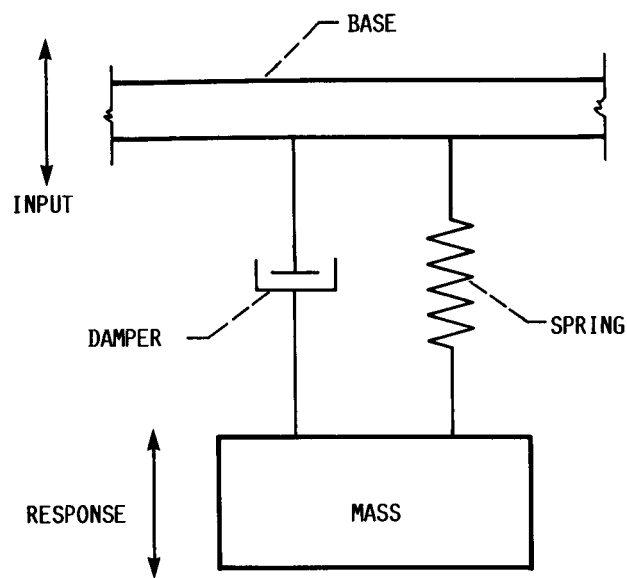 BASE
INPUT
DAMPER
SPRING
RESPONSE
MASS